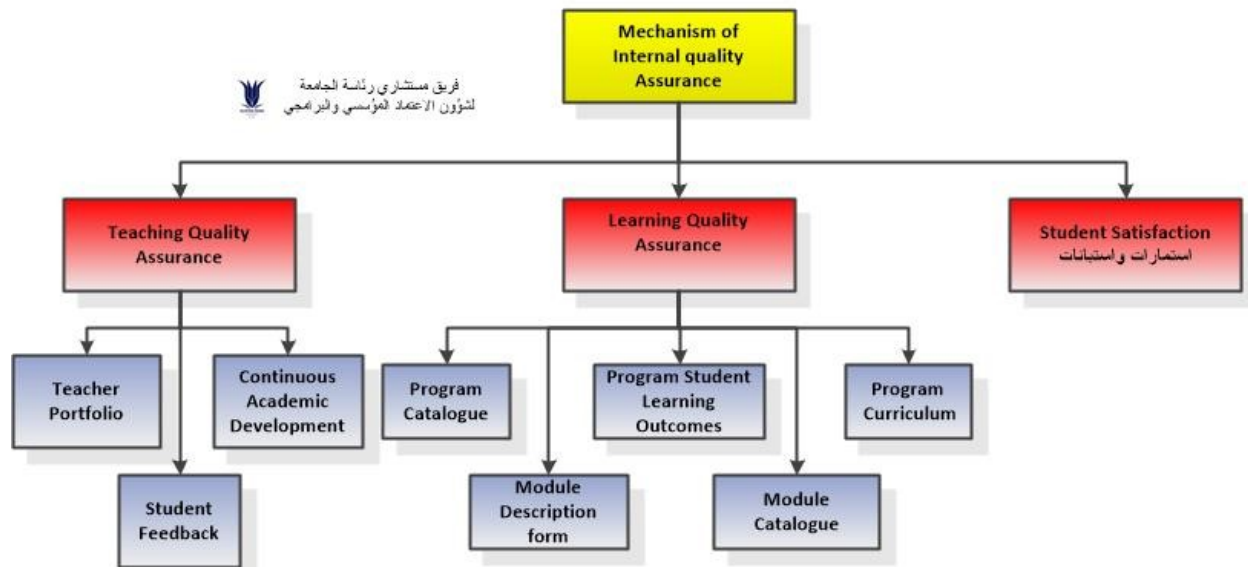 Mechanism of
Internal quality
Assurance
فريق مستشاري رئاسة الجامعة
لشؤون الاعتماد المؤسسي والبرامجي
Teaching Quality
Assurance
Learning Quality
Assurance
Student Satisfaction
استمارات واستبانات
Teacher
Portfolio
Continuous
Academic
Development
Program
Catalogue
Program Student
Learning
Outcomes
Program
Curriculum
Student
Feedback
Module
Description
form
Module
Catalogue